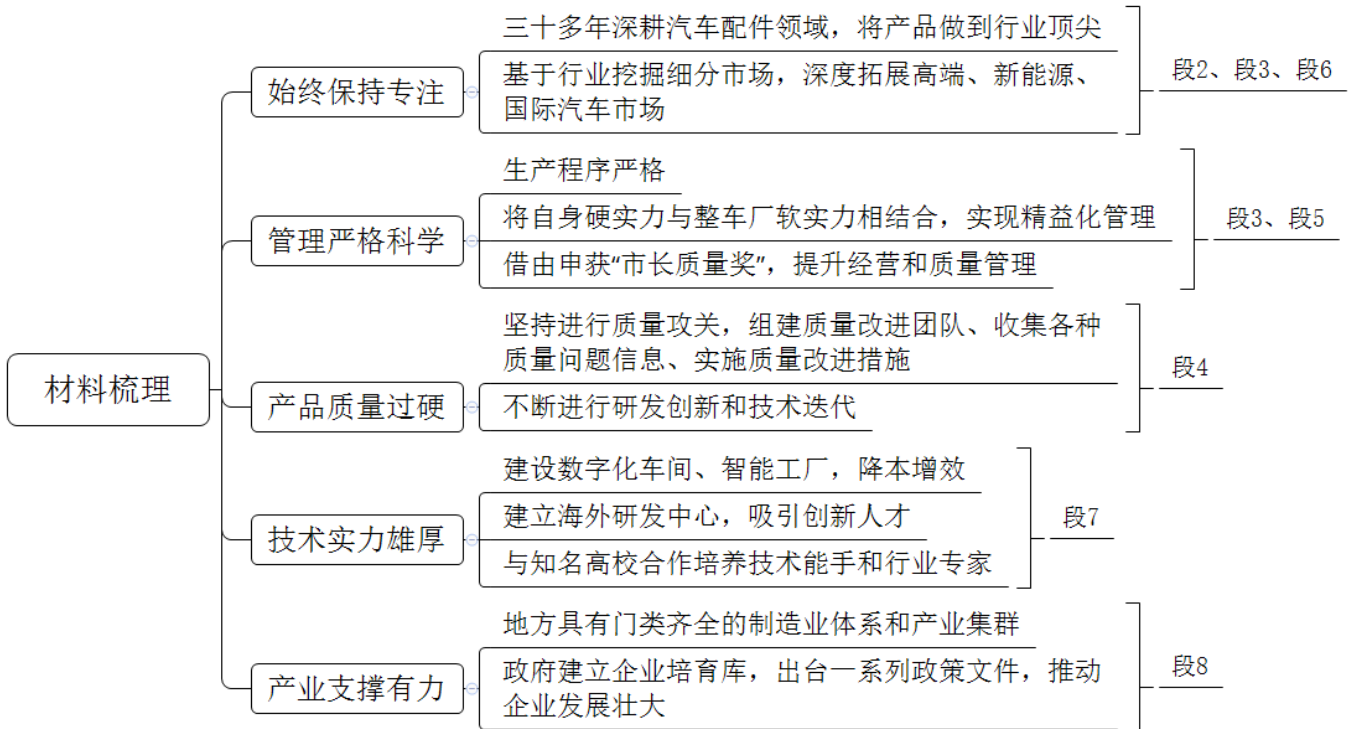 材料梳理
始终保持专注
三十多年深耕汽车配件领域，将产品做到行业顶尖
基于行业挖掘细分市场，深度拓展高端、新能源、
国际汽车市场
段2、段3、段6
管理严格科学
生产程序严格
将自身硬实力与整车厂软实力相结合，实现精益化管理
借由申获“市长质量奖”，提升经营和质量管理
段3、段5
产品质量过硬
坚持进行质量攻关，组建质量改进团队、收集各种
质量问题信息、实施质量改进措施
不断进行研发创新和技术迭代
段4
技术实力雄厚
建设数字化车间、智能工厂，降本增效
建立海外研发中心，吸引创新人才
与知名高校合作培养技术能手和行业专家
段7
产业支撑有力
地方具有门类齐全的制造业体系和产业集群
政府建立企业培育库，出台一系列政策文件，推动
企业发展壮大
段8